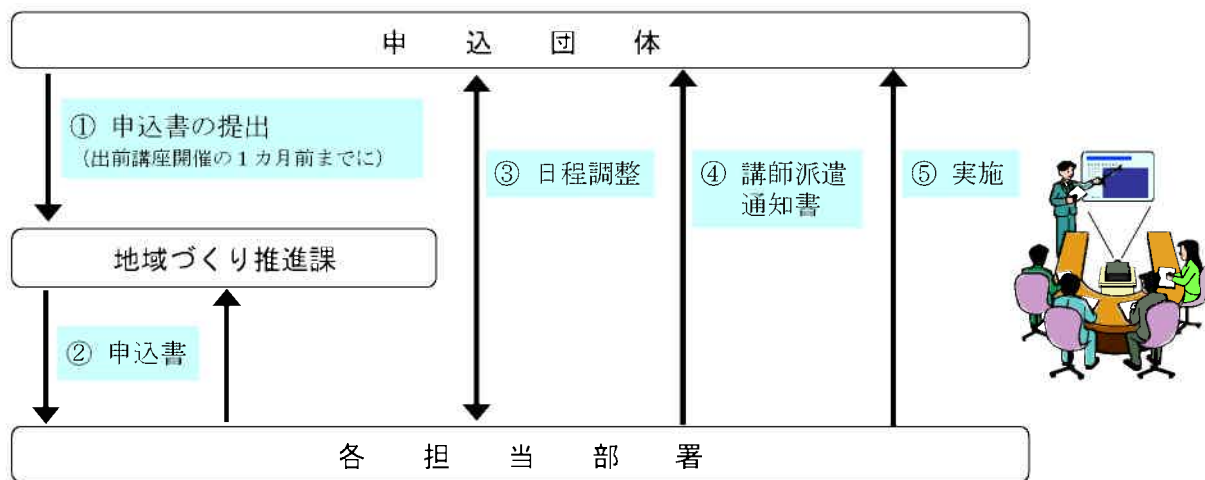 申込団体
① 申込書の提出
(出前講座開催の１カ月前までに)
③ 日程調整
④ 講師派遣
通知書
⑤ 実施
地域づくり推進課
② 申込書
各担当部署